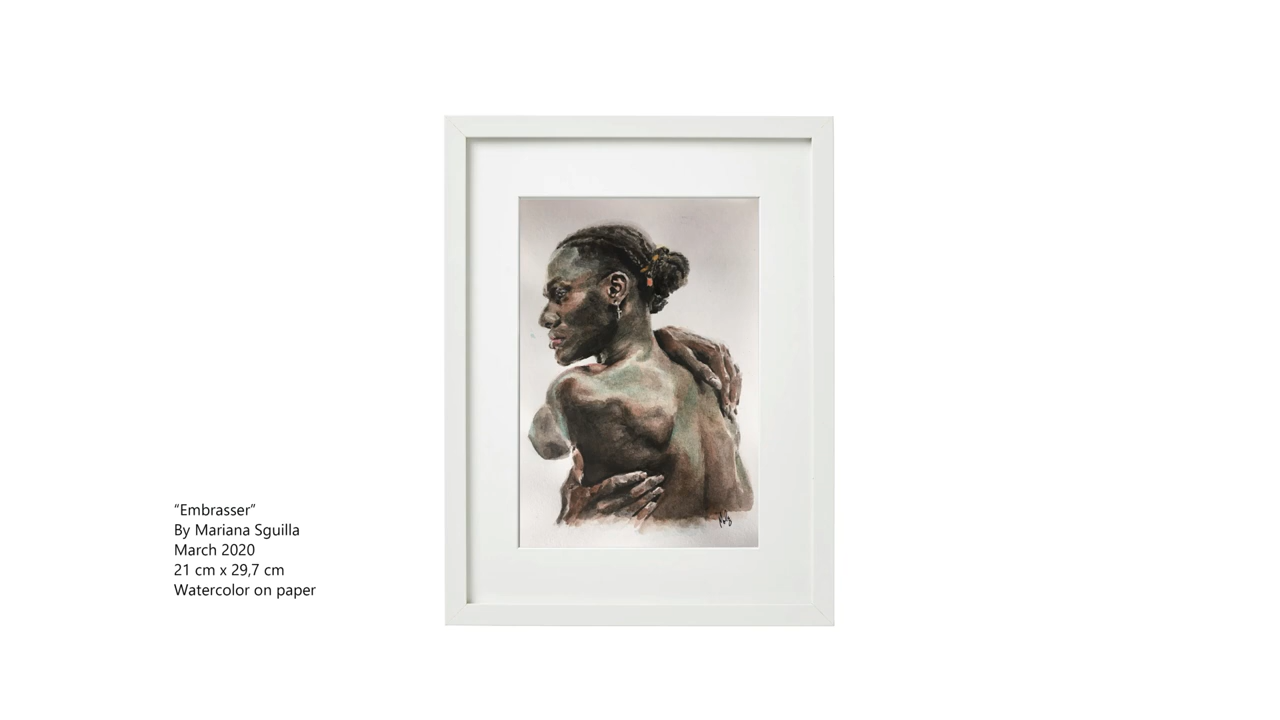 “Embrasser”
By Mariana Sguilla
March 2020
21 cm x 29,7 cm
Watercolor on paper